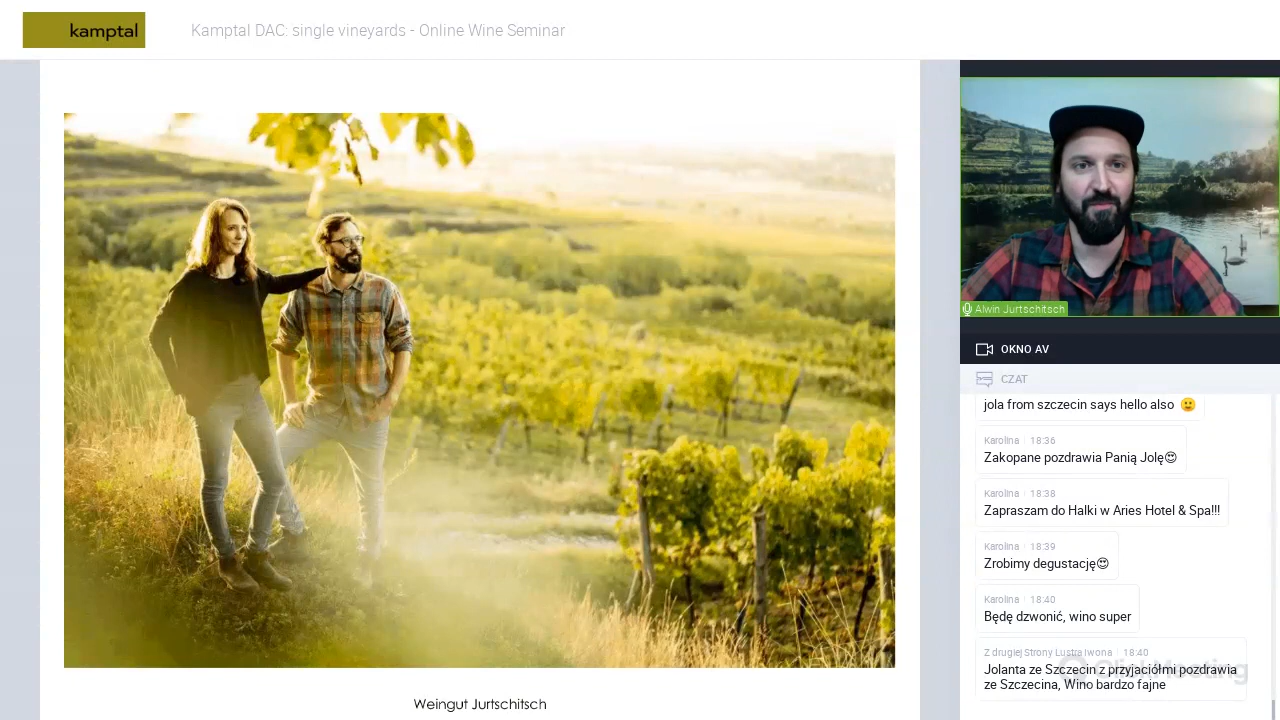 kamptal
Kamptal DAC: single vineyards - Online Wine Seminar
Weingut Jurtschitsch
Alwin Jurtschitsch
OKNO AV
CZAT
jola from szczecin says hello also 🙂
Karolina 18:36
Zakopane pozdrawia Panią Jolę😍
Karolina 18:38
Zapraszam do Halki w Aries Hotel & Spa!!!
Karolina 18:39
Zrobimy degustację😍
Karolina 18:40
Będę dzwonić, wino super
Z drugiej Strony Lustra Iwona 18:40
Jolanta ze Szczecin z przyjaciółmi pozdrawia
ze Szczecina, Wino bardzo fajne
ClickMeeting